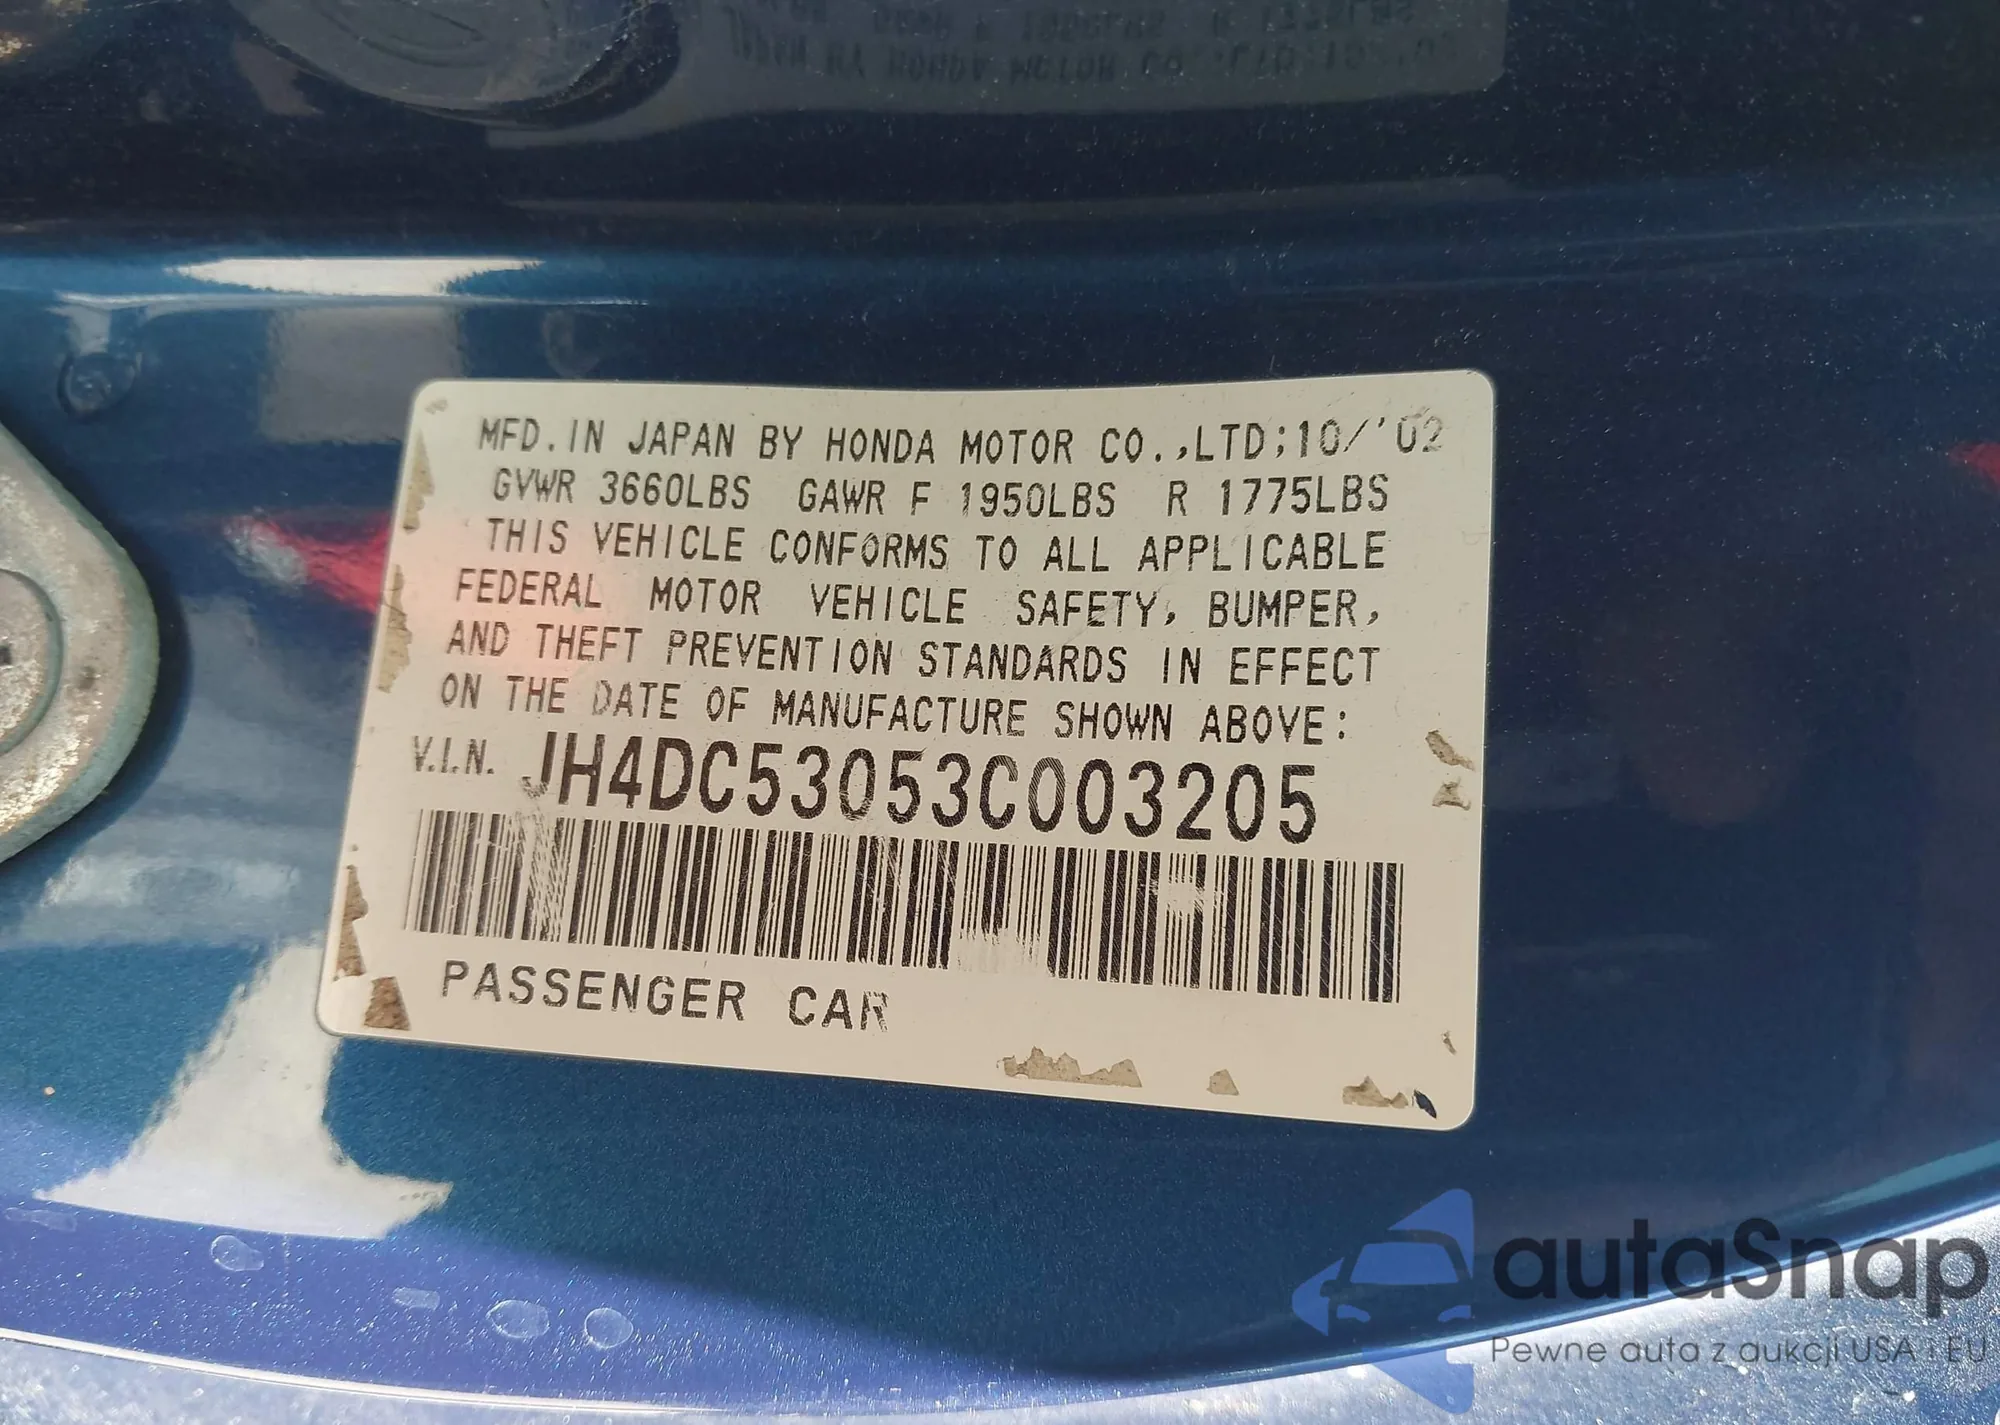 MFD. IN JAPAN BY HONDA MOTOR CO.,LTD;10/'02
GVWR 3660LBS GAWR F 1950LBS R 1775LBS
THIS VEHICLE CONFORMS TO ALL APPLICABLE
FEDERAL MOTOR VEHICLE SAFETY, BUMPER,
AND THEFT PREVENTION STANDARDS IN EFFECT
ON THE DATE OF MANUFACTURE SHOWN ABOVE:
V.I.N. JH4DC53053C003205
PASSENGER CAR
autaSnap
Pewne auta z aukcji USA i EU